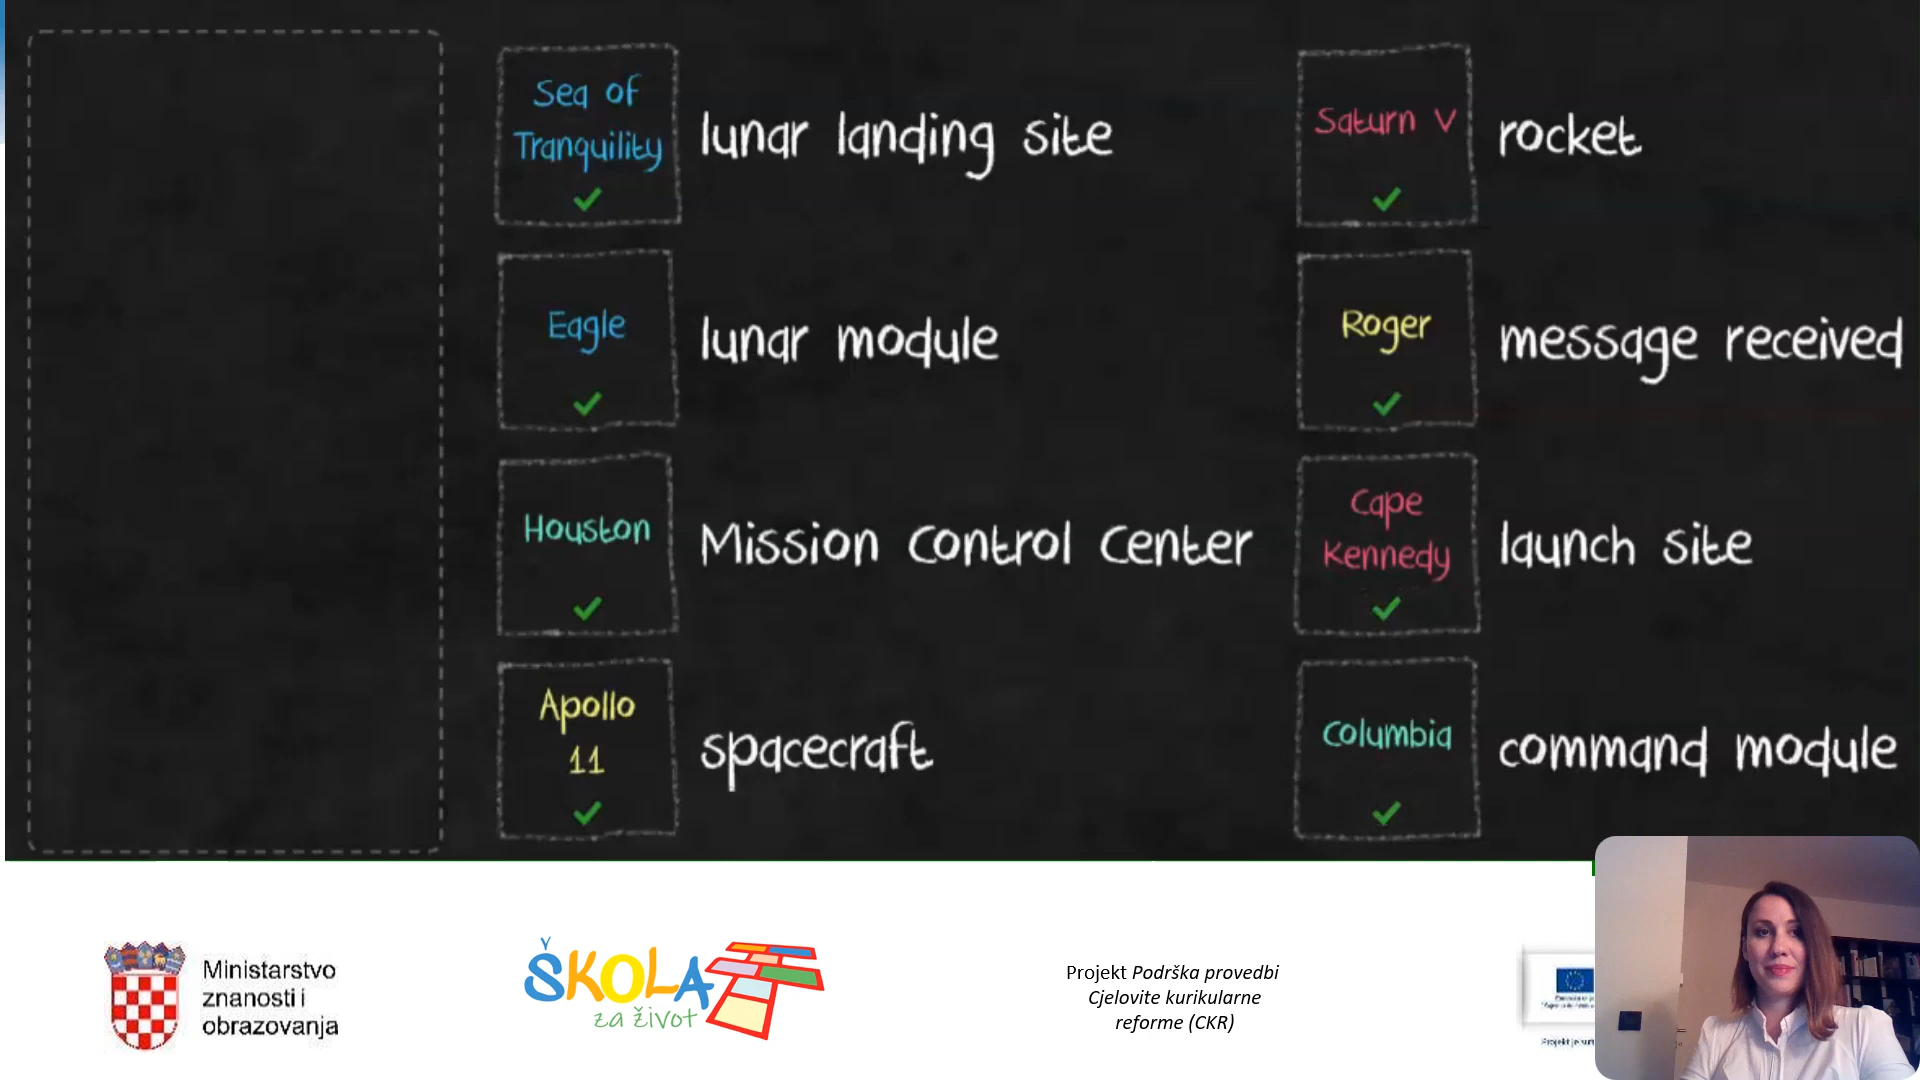 Sea of
Tranquility
lunar landing site
Saturn V
rocket
Eagle
lunar module
Roger
message received
Houston
Mission Control Center
Cape
Kennedy
launch site
Apollo
11
spacecraft
Columbia
command module
Ministarstvo
znanosti i
obrazovanja
ŠKOLA
za život
Projekt Podrška provedbi
Cjelovite kurikularne
reforme (CKR)